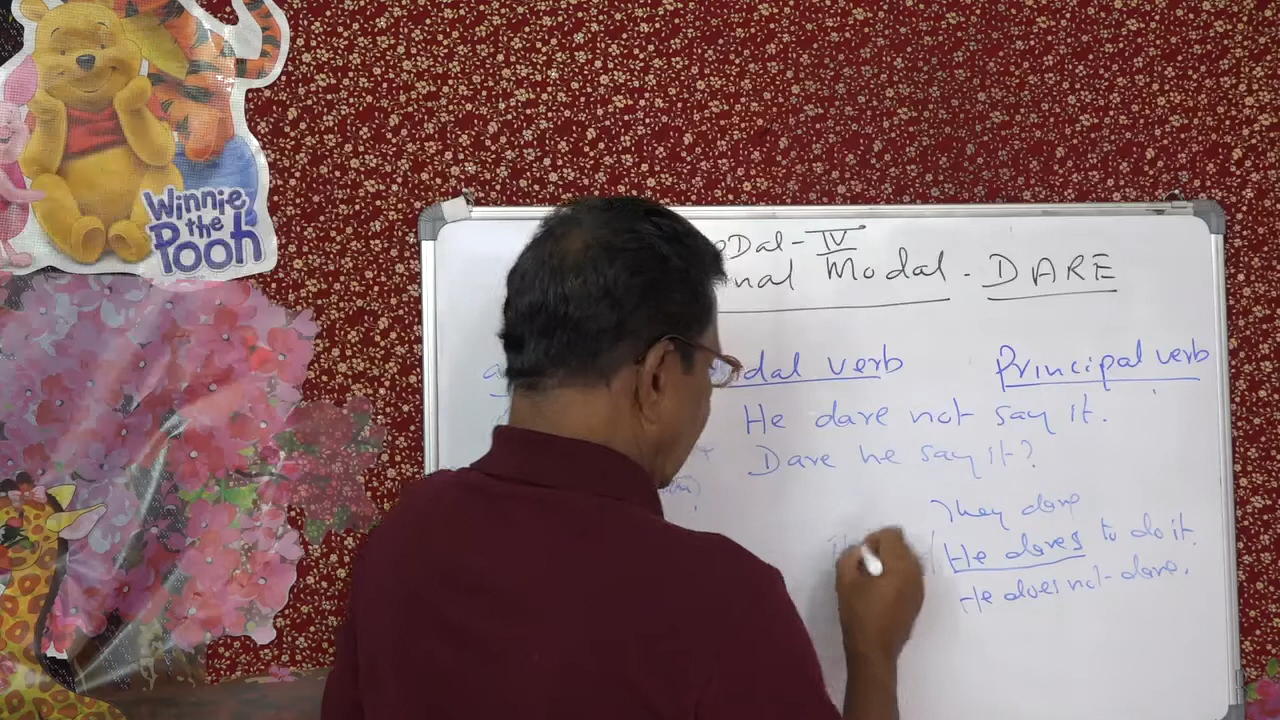 Winnie
the
Pooh
Dal - IV
nal Modal - DARE
dal verb Principal verb
He dare not say it.
Dare he say it?
They dare
He dares to do it.
He does not dare.